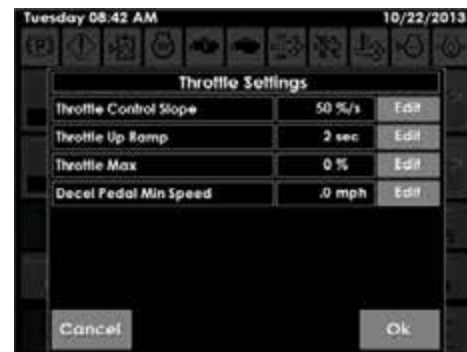 Tuesday 08:42 AM 10/22/2013
(P)
Throttle Settings
Throttle Control Slope 50 %/s Edit
Throttle Up Ramp 2 sec Edit
Throttle Max 0 % Edit
Decel Pedal Min Speed .0 mph Edit
Cancel Ok